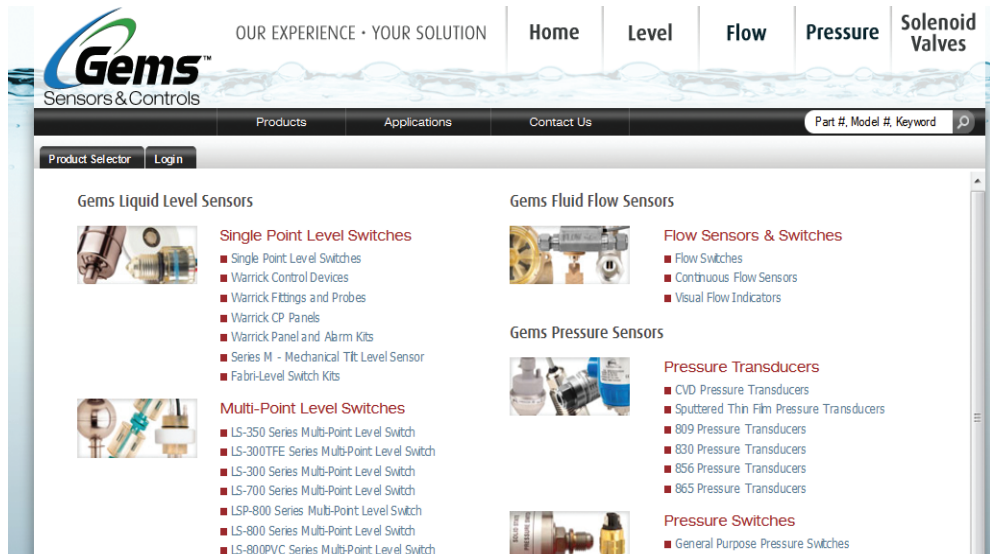 OUR EXPERIENCE · YOUR SOLUTION
Home
Level
Flow
Pressure
Solenoid
Valves
Gems™
Sensors & Controls
Products
Applications
Contact Us
Part #, Model #, Keyword
Product Selector
Login
Gems Liquid Level Sensors
Single Point Level Switches
Single Point Level Switches
Warrick Control Devices
Warrick Fittings and Probes
Warrick CP Panels
Warrick Panel and Alarm Kits
Series M - Mechanical Tilt Level Sensor
Fabri-Level Switch Kits
Multi-Point Level Switches
LS-350 Series Multi-Point Level Switch
LS-300TFE Series Multi-Point Level Switch
LS-300 Series Multi-Point Level Switch
LS-700 Series Multi-Point Level Switch
LSP-800 Series Multi-Point Level Switch
LS-800 Series Multi-Point Level Switch
LS-800PVC Series Multi-Point Level Switch
Gems Fluid Flow Sensors
Flow Sensors & Switches
Flow Switches
Continuous Flow Sensors
Visual Flow Indicators
Gems Pressure Sensors
Pressure Transducers
CVD Pressure Transducers
Sputtered Thin Film Pressure Transducers
809 Pressure Transducers
830 Pressure Transducers
856 Pressure Transducers
865 Pressure Transducers
Pressure Switches
General Purpose Pressure Switches